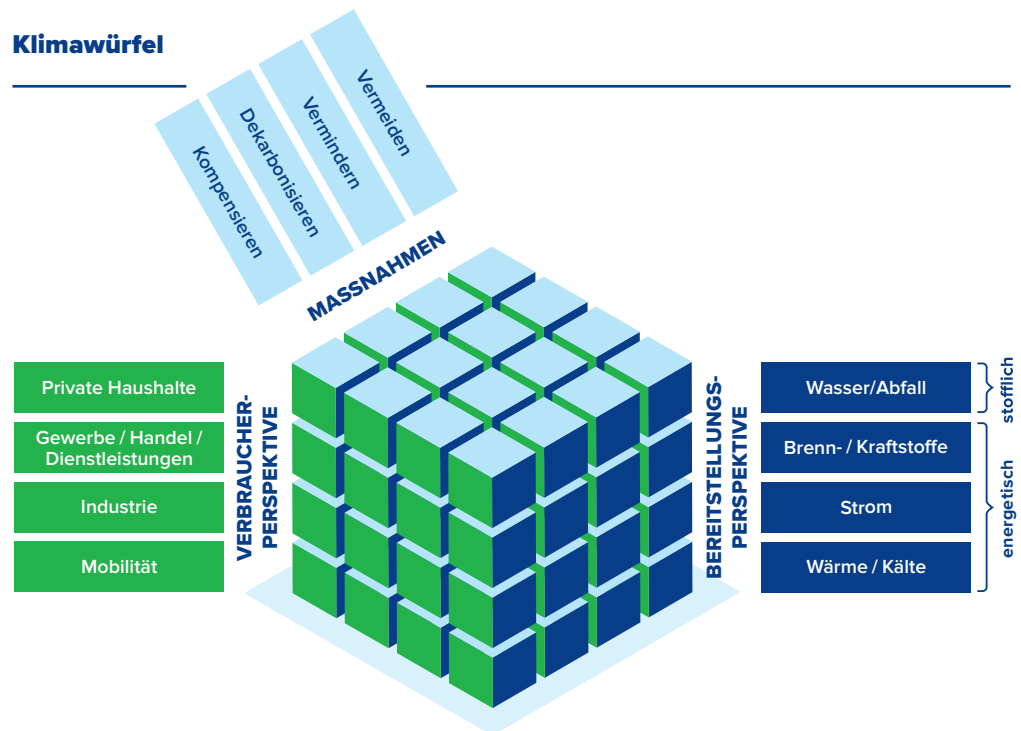 Klimawürfel
Kompensieren
Dekarbonisieren
Vermindern
Vermeiden
MASSNAHMEN
Private Haushalte
Gewerbe / Handel /
Dienstleistungen
Industrie
Mobilität
VERBRAUCHER-
PERSPEKTIVE
BEREITSTELLUNGS-
PERSPEKTIVE
Wasser/Abfall
Brenn- / Kraftstoffe
Strom
Wärme / Kälte
stofflich
energetisch